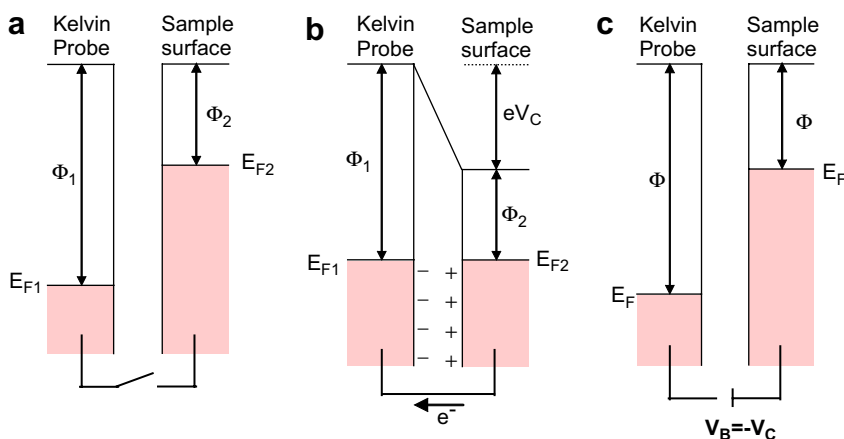 a
Kelvin Probe
Sample surface
Φ1
Φ2
EF1
EF2
b
Kelvin Probe
Sample surface
Φ1
eVC
Φ2
EF1
EF2
− +
− +
− +
− +
e-
c
Kelvin Probe
Sample surface
Φ
Φ
EF
EF
VB=-VC